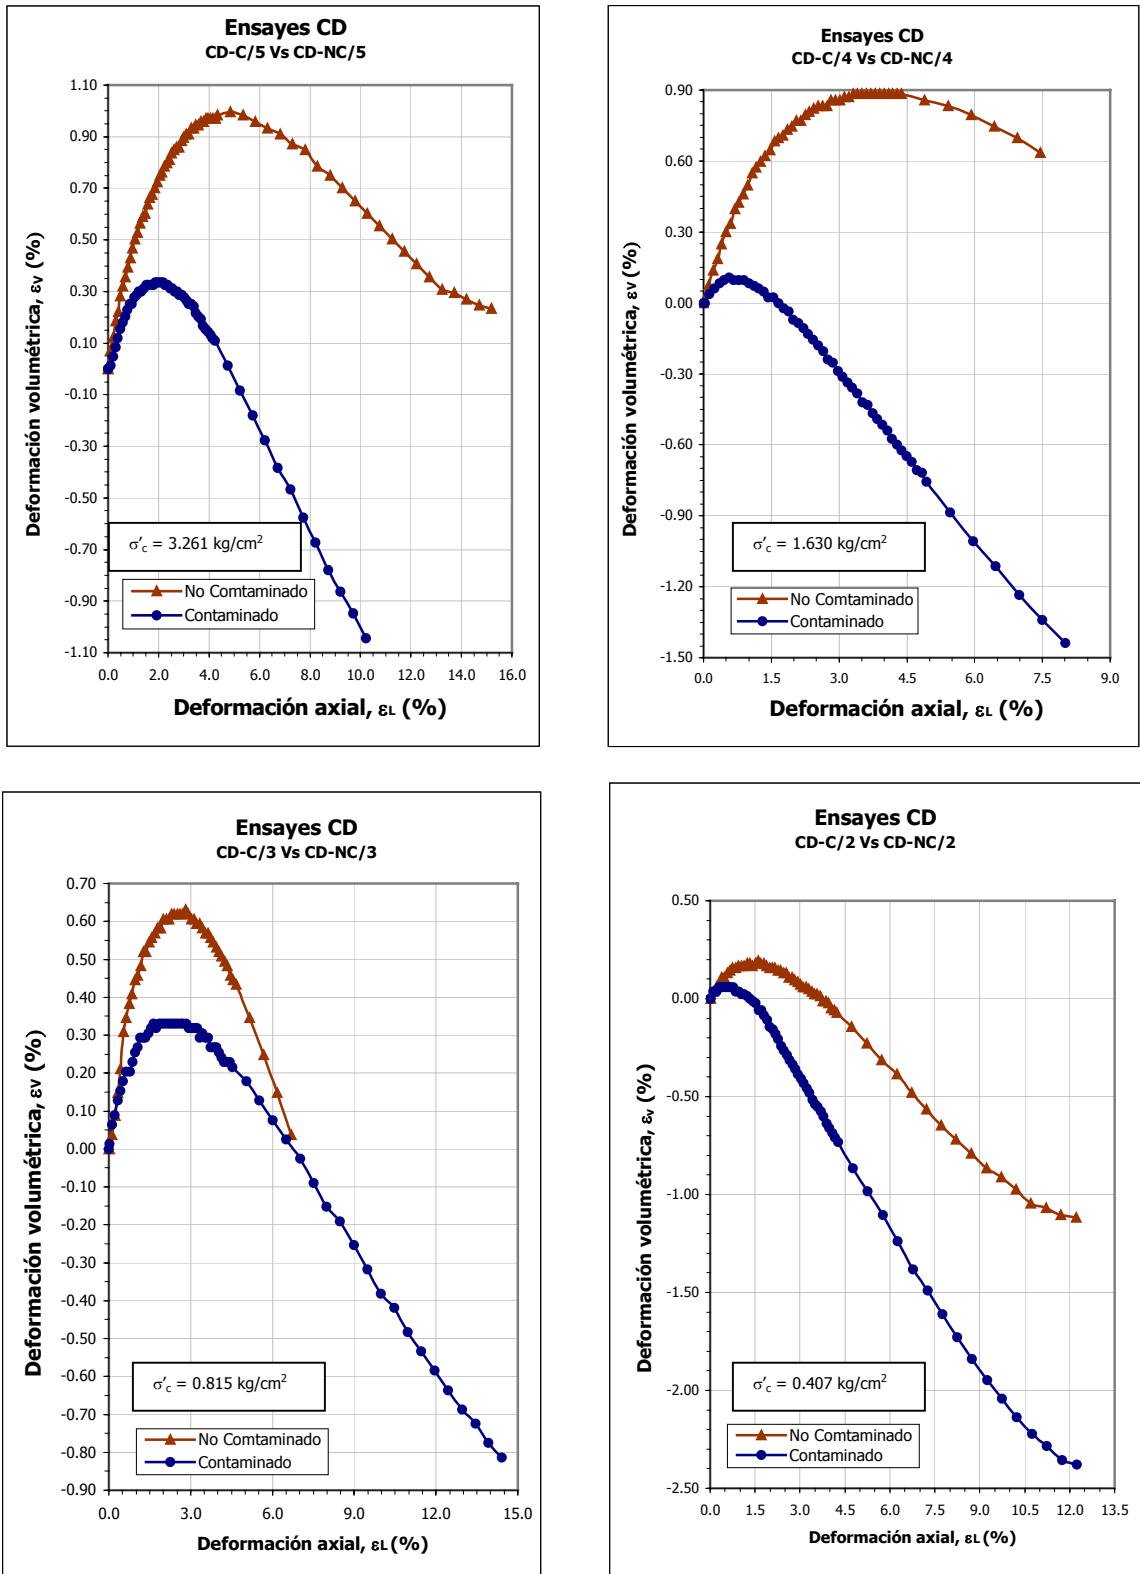 Ensayes CD
CD-C/5 Vs CD-NC/5
1.10
0.90
0.70
0.50
0.30
0.10
-0.10
-0.30
-0.50
-0.70
-0.90
-1.10
Deformación volumétrica, εv (%)
σ'c = 3.261 kg/cm²
No Comtaminado
Contaminado
0.0 2.0 4.0 6.0 8.0 10.0 12.0 14.0 16.0
Deformación axial, εL (%)
Ensayes CD
CD-C/4 Vs CD-NC/4
0.90
0.60
0.30
0.00
-0.30
-0.60
-0.90
-1.20
-1.50
Deformación volumétrica, εv (%)
σ'c = 1.630 kg/cm²
No Comtaminado
Contaminado
0.0 1.5 3.0 4.5 6.0 7.5 9.0
Deformación axial, εL (%)
Ensayes CD
CD-C/3 Vs CD-NC/3
0.70
0.60
0.50
0.40
0.30
0.20
0.10
0.00
-0.10
-0.20
-0.30
-0.40
-0.50
-0.60
-0.70
-0.80
-0.90
Deformación volumétrica, εv (%)
σ'c = 0.815 kg/cm²
No Comtaminado
Contaminado
0.0 3.0 6.0 9.0 12.0 15.0
Deformación axial, εL (%)
Ensayes CD
CD-C/2 Vs CD-NC/2
0.50
0.00
-0.50
-1.00
-1.50
-2.00
-2.50
Deformación volumétrica, εv (%)
σ'c = 0.407 kg/cm²
No Comtaminado
Contaminado
0.0 1.5 3.0 4.5 6.0 7.5 9.0 10.5 12.0 13.5
Deformación axial, εL (%)